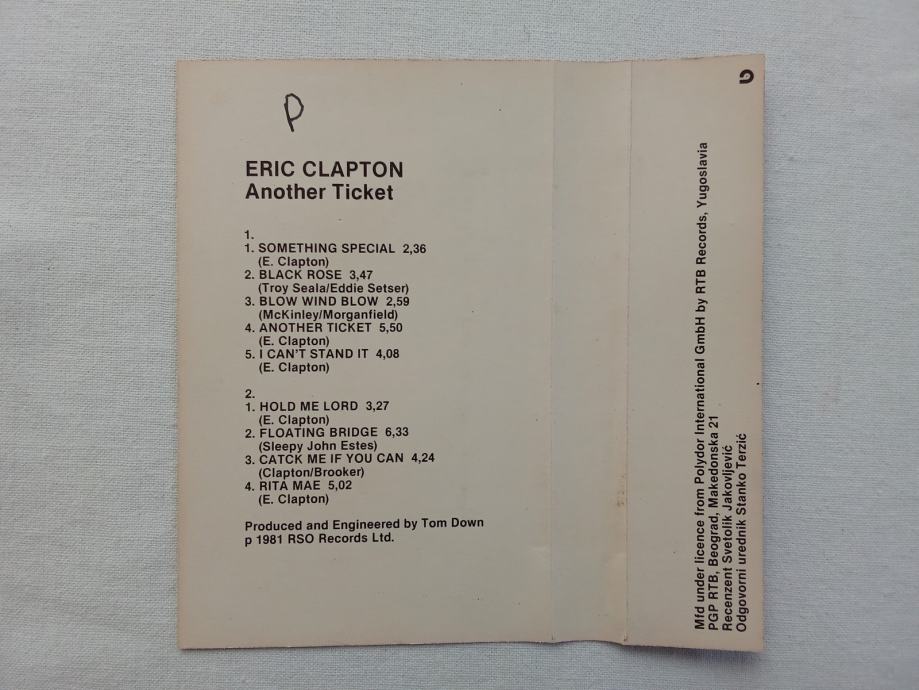 P
ERIC CLAPTON
Another Ticket
1.
1. SOMETHING SPECIAL 2,36
(E. Clapton)
2. BLACK ROSE 3,47
(Troy Seala/Eddie Setser)
3. BLOW WIND BLOW 2,59
(McKinley/Morganfield)
4. ANOTHER TICKET 5,50
(E. Clapton)
5. I CAN'T STAND IT 4,08
(E. Clapton)
2.
1. HOLD ME LORD 3,27
(E. Clapton)
2. FLOATING BRIDGE 6,33
(Sleepy John Estes)
3. CATCK ME IF YOU CAN 4,24
(Clapton/Brooker)
4. RITA MAE 5,02
(E. Clapton)
Produced and Engineered by Tom Down
p 1981 RSO Records Ltd.
Mfd under licence from Polydor International GmbH by RTB Records, Yugoslavia
PGP RTB, Beograd, Makedonska 21
Recenzent Svetolik Jakovljević
Odgovorni urednik Stanko Terzić